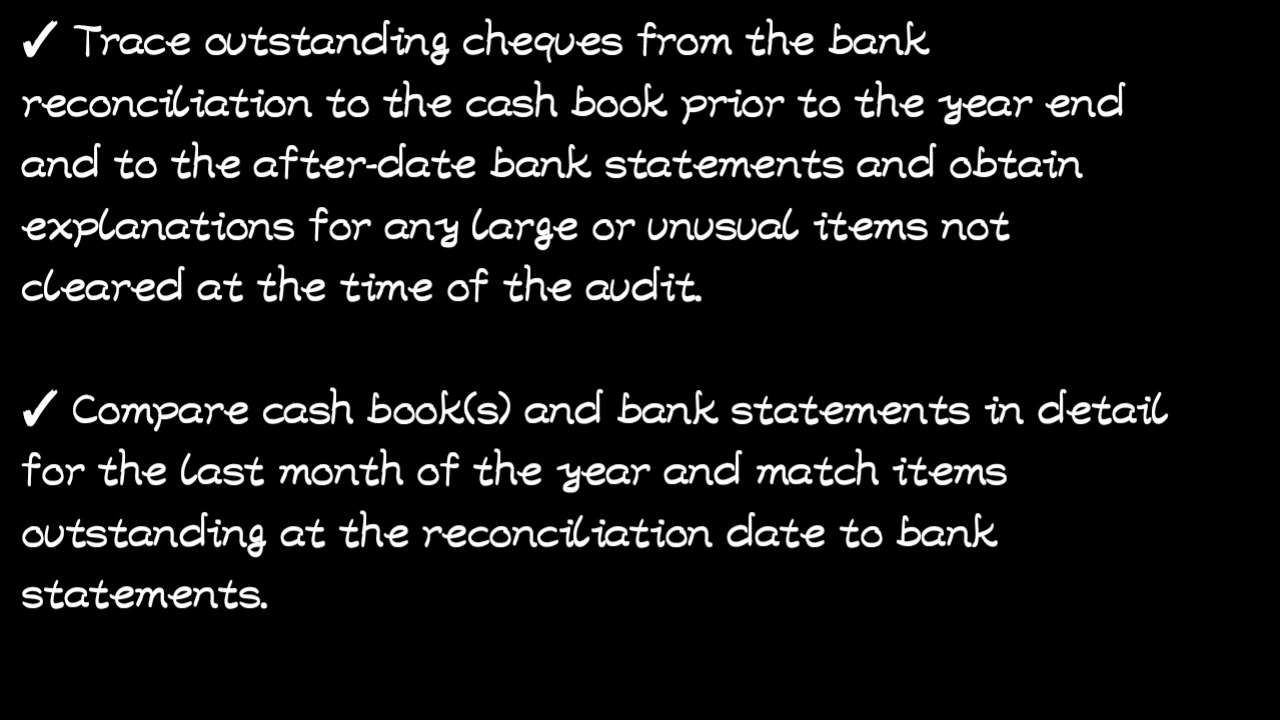 ✓ Trace outstanding cheques from the bank
reconciliation to the cash book prior to the year end
and to the after-date bank statements and obtain
explanations for any large or unusual items not
cleared at the time of the audit.
✓ Compare cash book(s) and bank statements in detail
for the last month of the year and match items
outstanding at the reconciliation date to bank
statements.